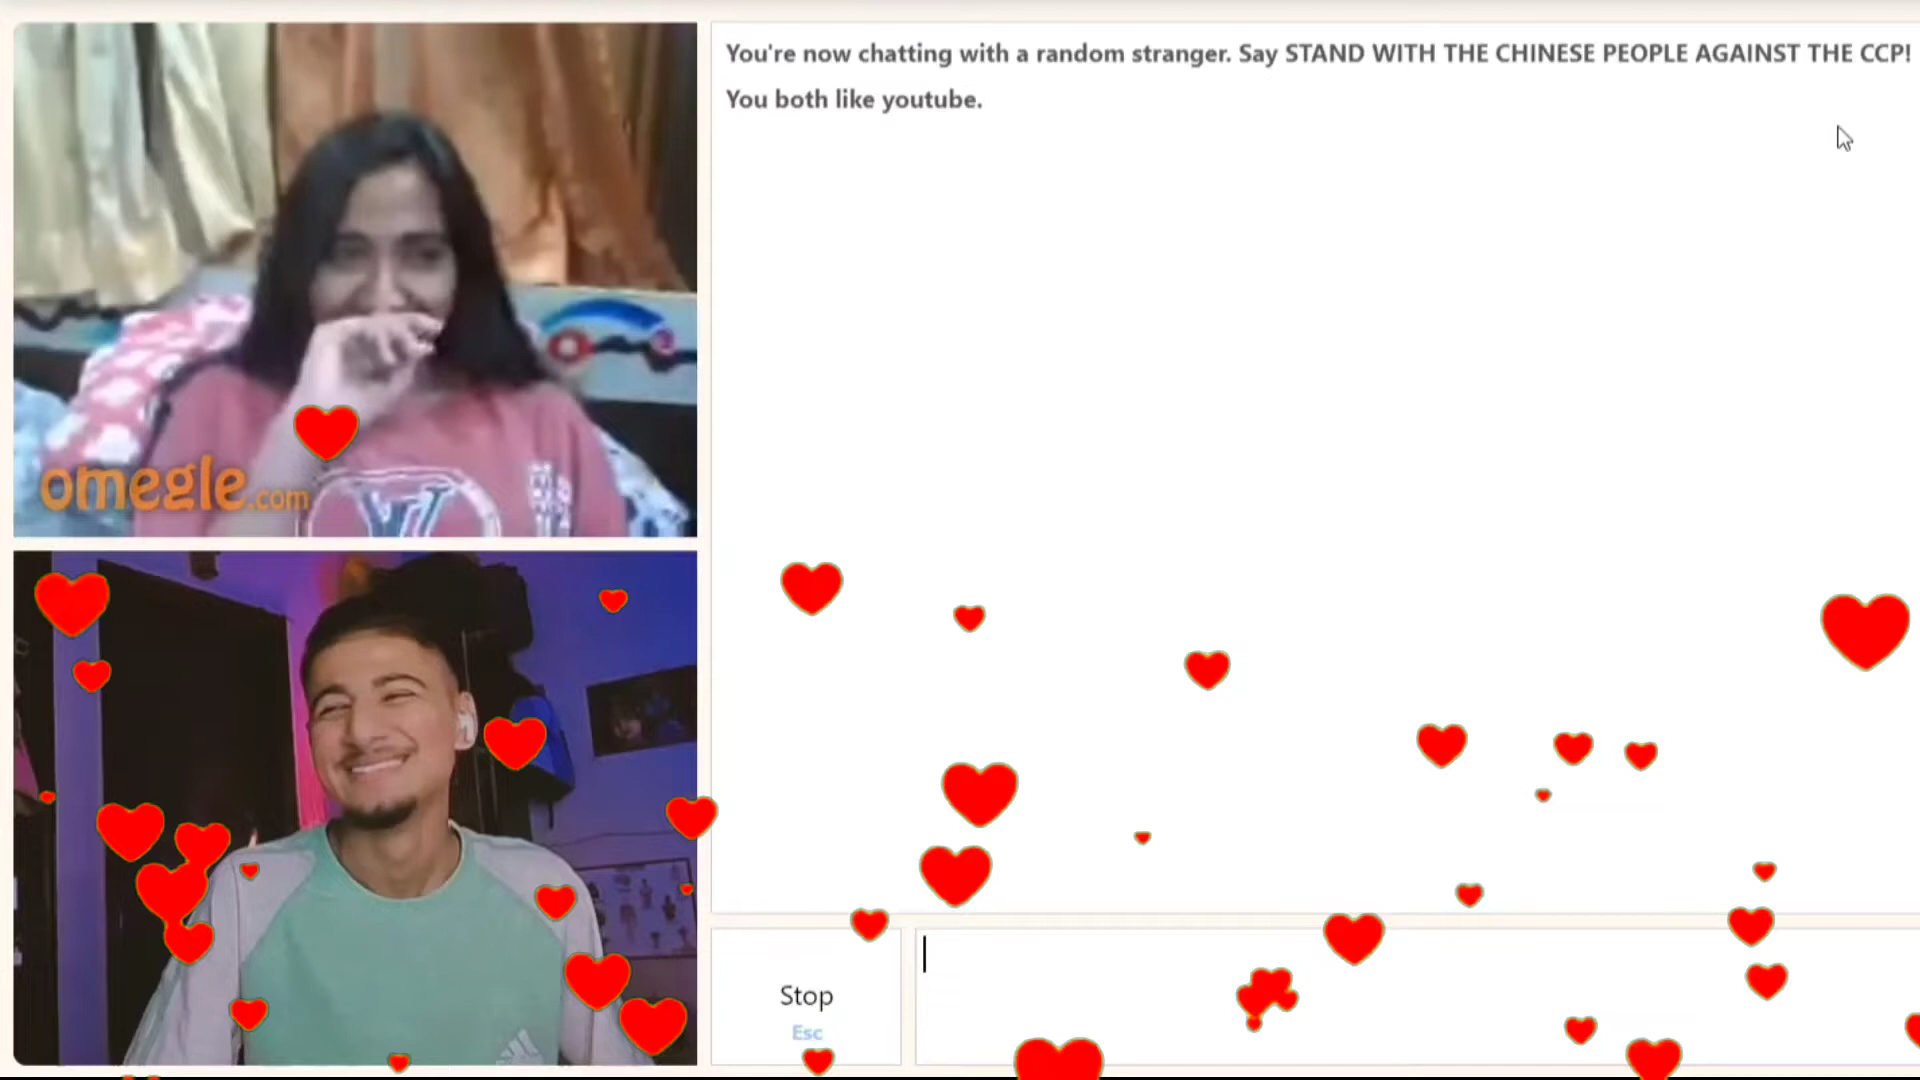 You're now chatting with a random stranger. Say STAND WITH THE CHINESE PEOPLE AGAINST THE CCP!
You both like youtube.
omegle.com
LV
Stop
Esc